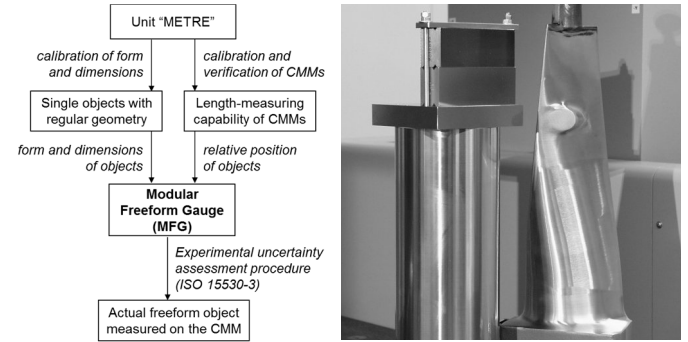 Unit “METRE”
calibration of form
and dimensions
calibration and
verification of CMMs
Single objects with
regular geometry
Length-measuring
capability of CMMs
form and dimensions
of objects
relative position
of objects
Modular
Freeform Gauge
(MFG)
Experimental uncertainty
assessment procedure
(ISO 15530-3)
Actual freeform object
measured on the CMM